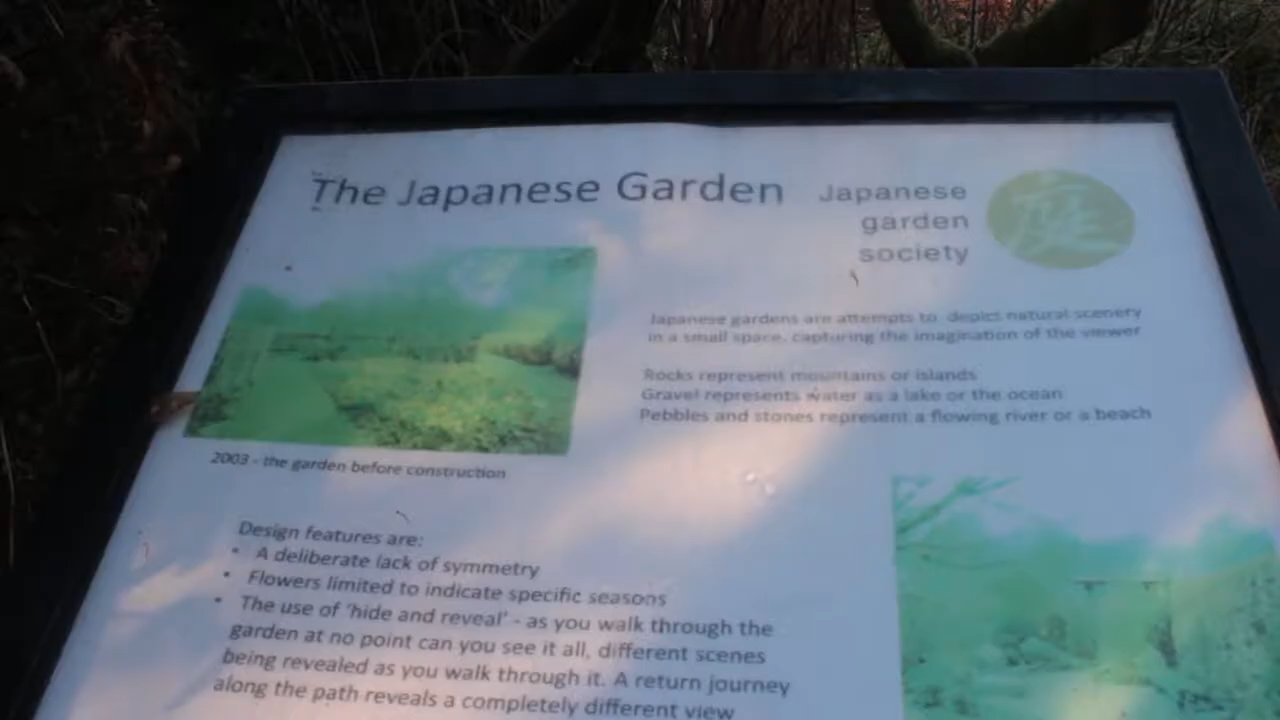 The Japanese Garden
Japanese
garden
society
庭
Japanese gardens are attempts to depict natural scenery
in a small space, capturing the imagination of the viewer
Rocks represent mountains or islands
Gravel represents water as a lake or the ocean
Pebbles and stones represent a flowing river or a beach
2003 - the garden before construction
Design features are:
• A deliberate lack of symmetry
• Flowers limited to indicate specific seasons
• The use of 'hide and reveal' - as you walk through the
garden at no point can you see it all, different scenes
being revealed as you walk through it. A return journey
along the path reveals a completely different view